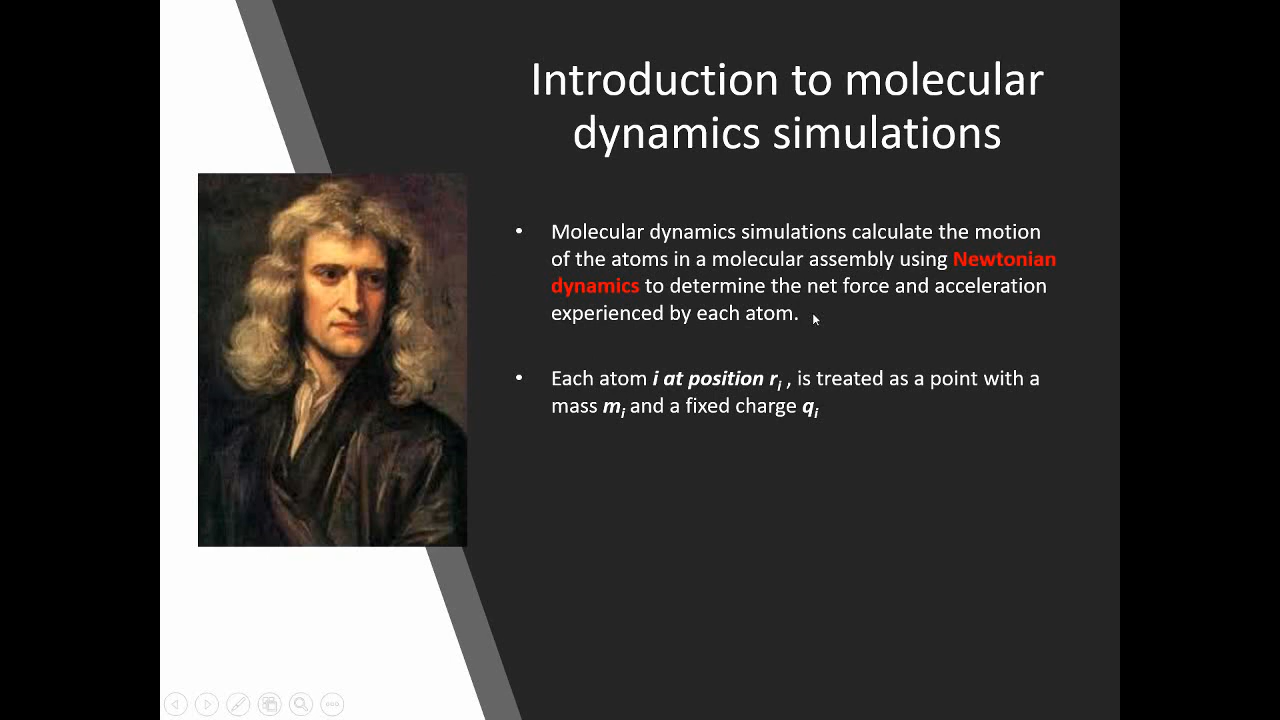 Introduction to molecular
dynamics simulations
• Molecular dynamics simulations calculate the motion
of the atoms in a molecular assembly using Newtonian
dynamics to determine the net force and acceleration
experienced by each atom.
• Each atom i at position ri , is treated as a point with a
mass mi and a fixed charge qi